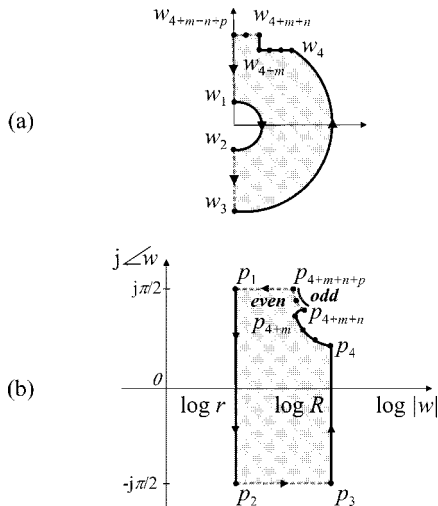 w4+m−n+p w4+m+n
w4
w4+m
w1
(a)
w2
w3
j∠w
p1 p4+m+n+p
jπ/2
even odd
p4+m p4+m+n
p4
(b)
0
log r log R log |w|
-jπ/2
p2 p3